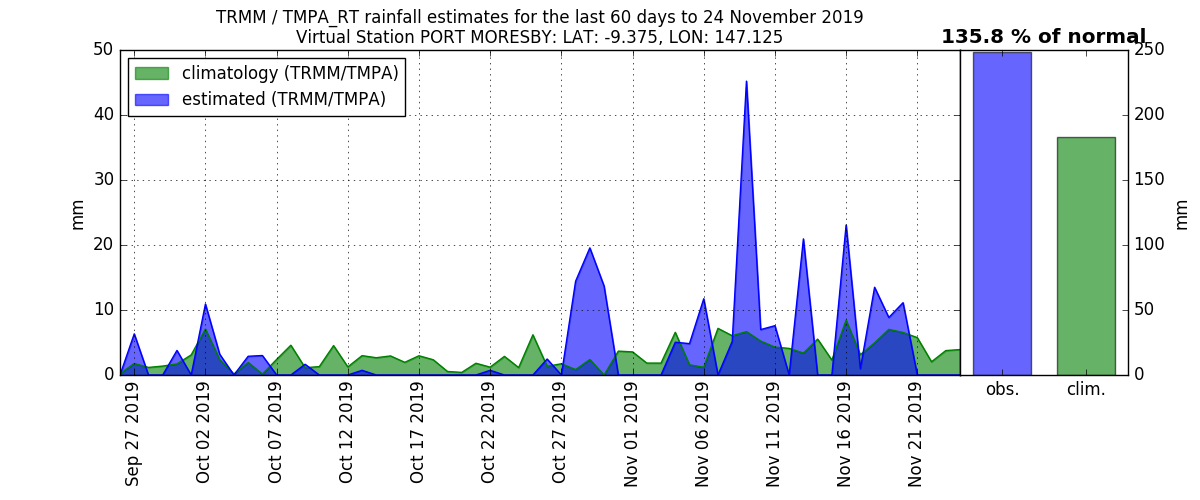 TRMM / TMPA_RT rainfall estimates for the last 60 days to 24 November 2019
Virtual Station PORT MORESBY: LAT: -9.375, LON: 147.125
135.8 % of normal
climatology (TRMM/TMPA)
estimated (TRMM/TMPA)
50
40
30
20
10
0
mm
250
200
150
100
50
0
mm
Sep 27 2019
Oct 02 2019
Oct 07 2019
Oct 12 2019
Oct 17 2019
Oct 22 2019
Oct 27 2019
Nov 01 2019
Nov 06 2019
Nov 11 2019
Nov 16 2019
Nov 21 2019
obs.
clim.